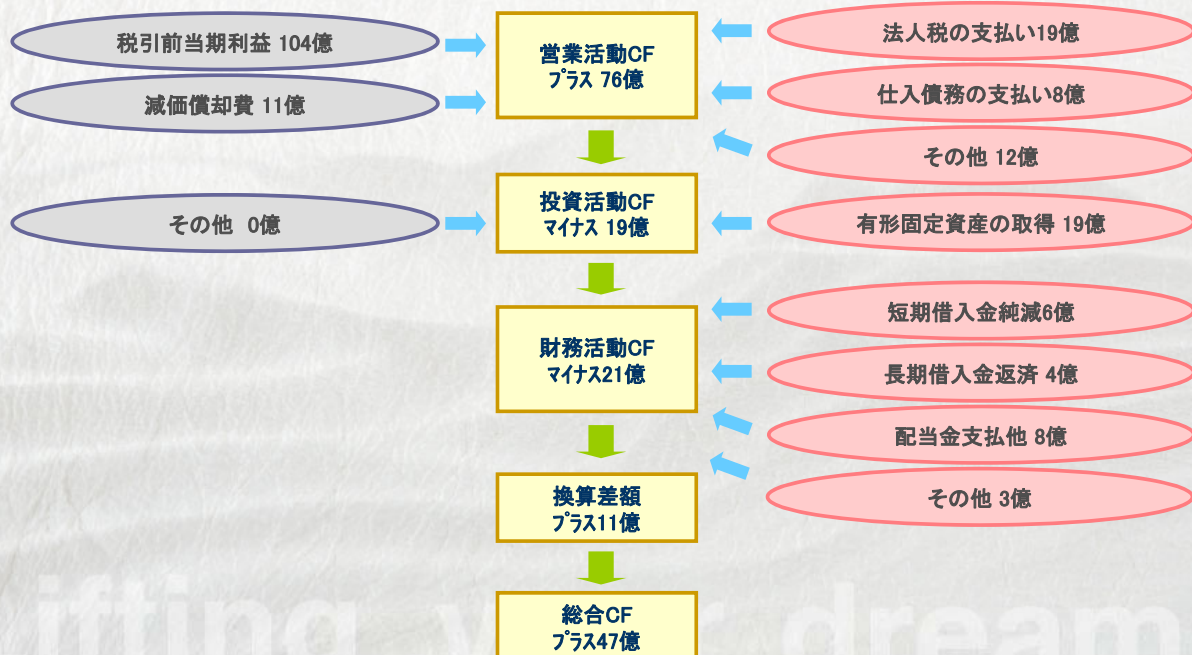 税引前当期利益 104億
減価償却費 11億
営業活動CF
プラス 76億
法人税の支払い19億
仕入債務の支払い8億
その他 12億
その他 0億
投資活動CF
マイナス 19億
有形固定資産の取得 19億
財務活動CF
マイナス21億
短期借入金純減6億
長期借入金返済 4億
配当金支払他 8億
その他 3億
換算差額
プラス11億
総合CF
プラス47億
ifting y r dream